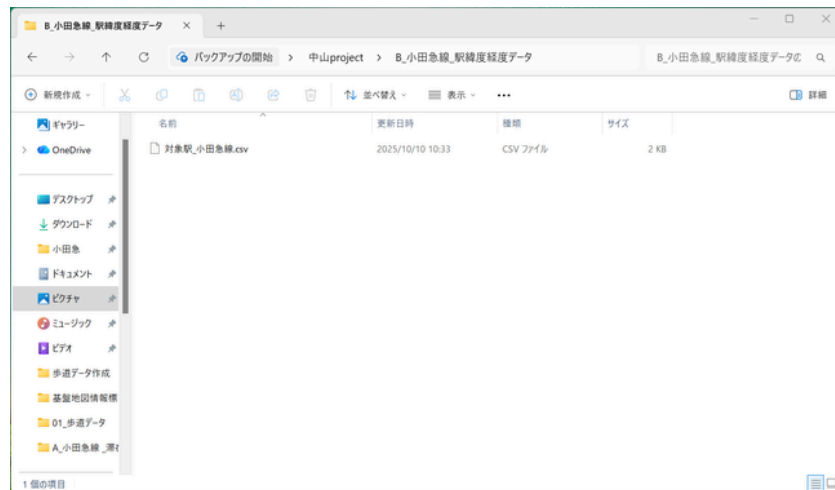 B_小田急線_駅緯度経度データ
バックアップの開始 > 中山project > B_小田急線_駅緯度経度データ
B_小田急線_駅緯度経度データの
新規作成
並べ替え
表示
詳細
名前 更新日時 種類 サイズ
対象駅_小田急線.csv 2025/10/10 10:33 CSV ファイル 2 KB
ギャラリー
OneDrive
デスクトップ
ダウンロード
小田急
ドキュメント
ピクチャ
ミュージック
ビデオ
歩道データ作成
基盤地図情報標
01_歩道データ
A_小田急線_滞在
1 個の項目